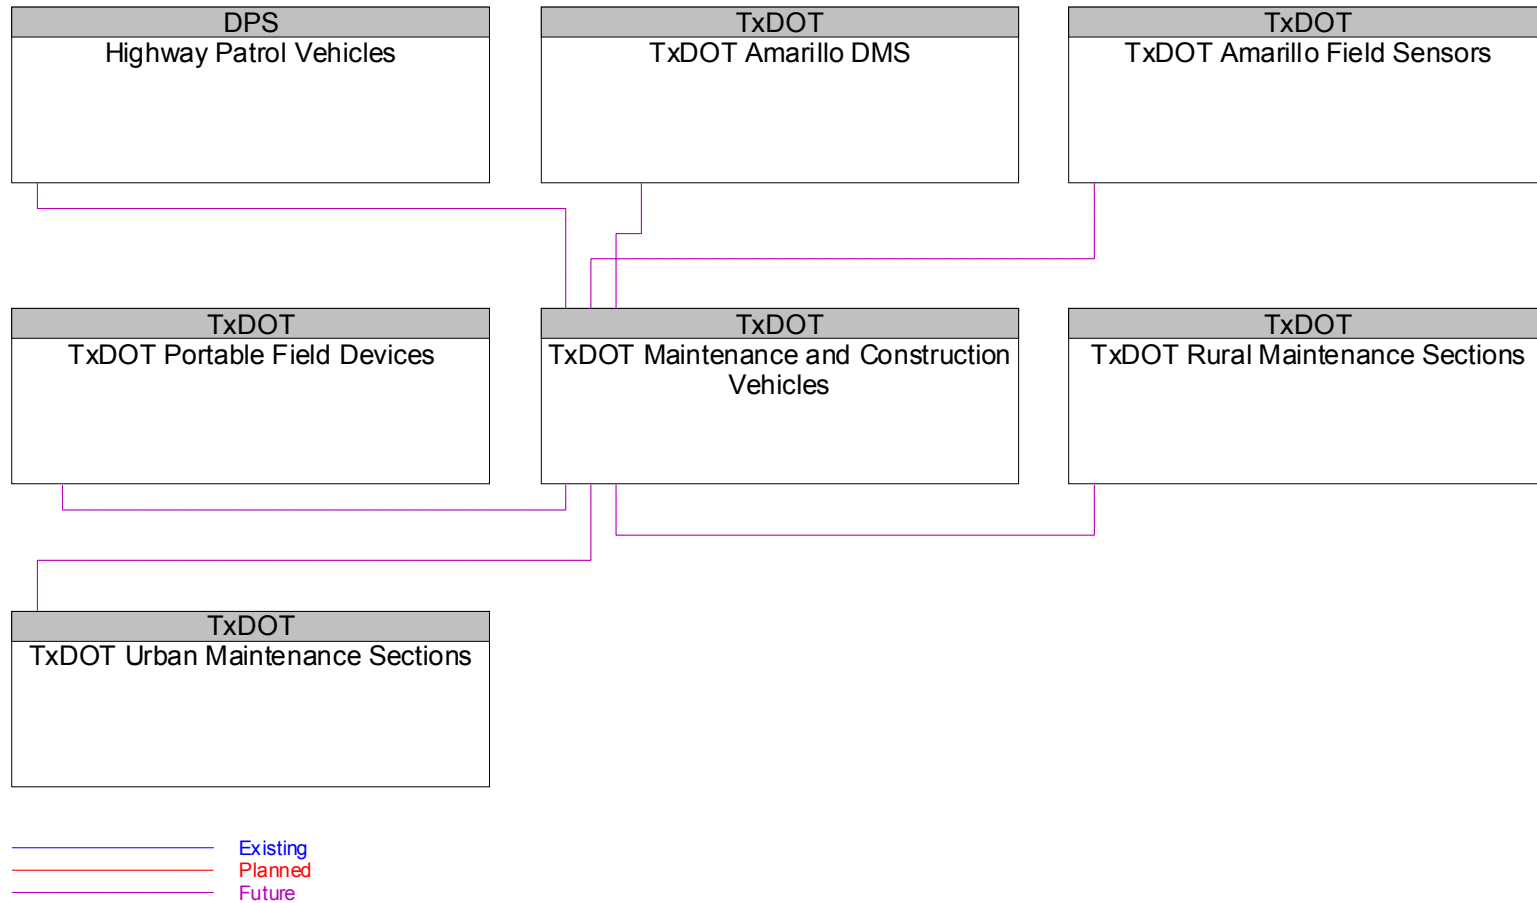 DPS
Highway Patrol Vehicles
TxDOT
TxDOT Amarillo DMS
TxDOT
TxDOT Amarillo Field Sensors
TxDOT
TxDOT Portable Field Devices
TxDOT
TxDOT Maintenance and Construction
Vehicles
TxDOT
TxDOT Rural Maintenance Sections
TxDOT
TxDOT Urban Maintenance Sections
Existing
Planned
Future